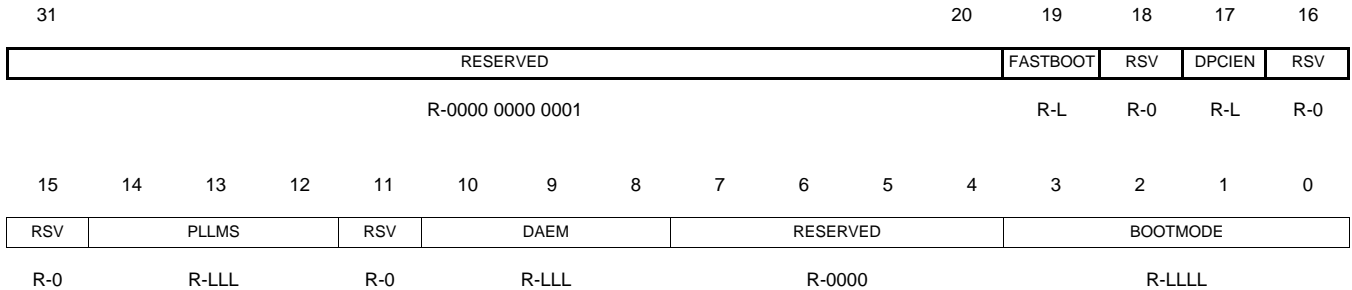 31 20 19 18 17 16
RESERVED FASTBOOT RSV DPCIEN RSV
R-0000 0000 0001 R-L R-0 R-L R-0
15 14 13 12 11 10 9 8 7 6 5 4 3 2 1 0
RSV PLLMS RSV DAEM RESERVED BOOTMODE
R-0 R-LLL R-0 R-LLL R-0000 R-LLLL